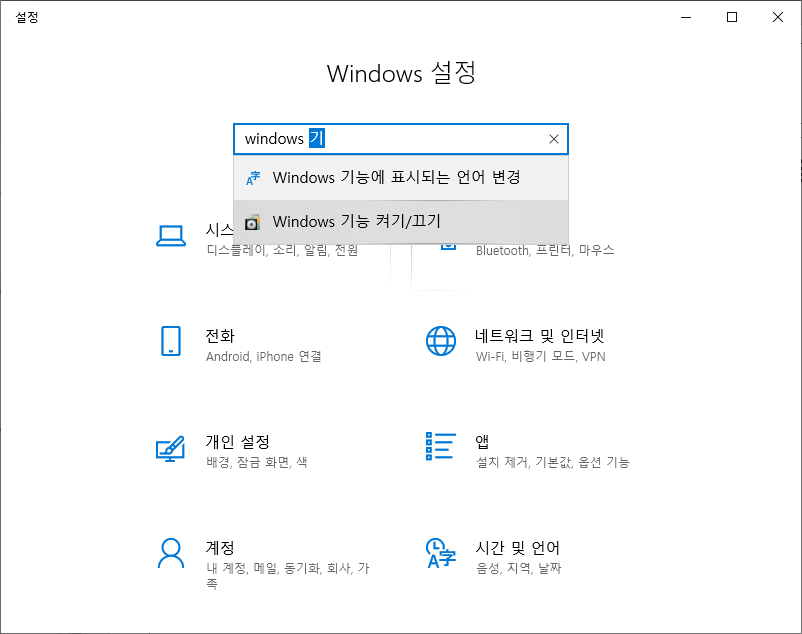 설정
Windows 설정
windows 기
Windows 기능에 표시되는 언어 변경
Windows 기능 켜기/끄기
디스플레이, 소리, 알림, 전원
Bluetooth, 프린터, 마우스
전화
Android, iPhone 연결
네트워크 및 인터넷
Wi-Fi, 비행기 모드, VPN
개인 설정
배경, 잠금 화면, 색
앱
설치 제거, 기본값, 옵션 기능
계정
내 계정, 메일, 동기화, 회사, 가
족
시간 및 언어
음성, 지역, 날짜